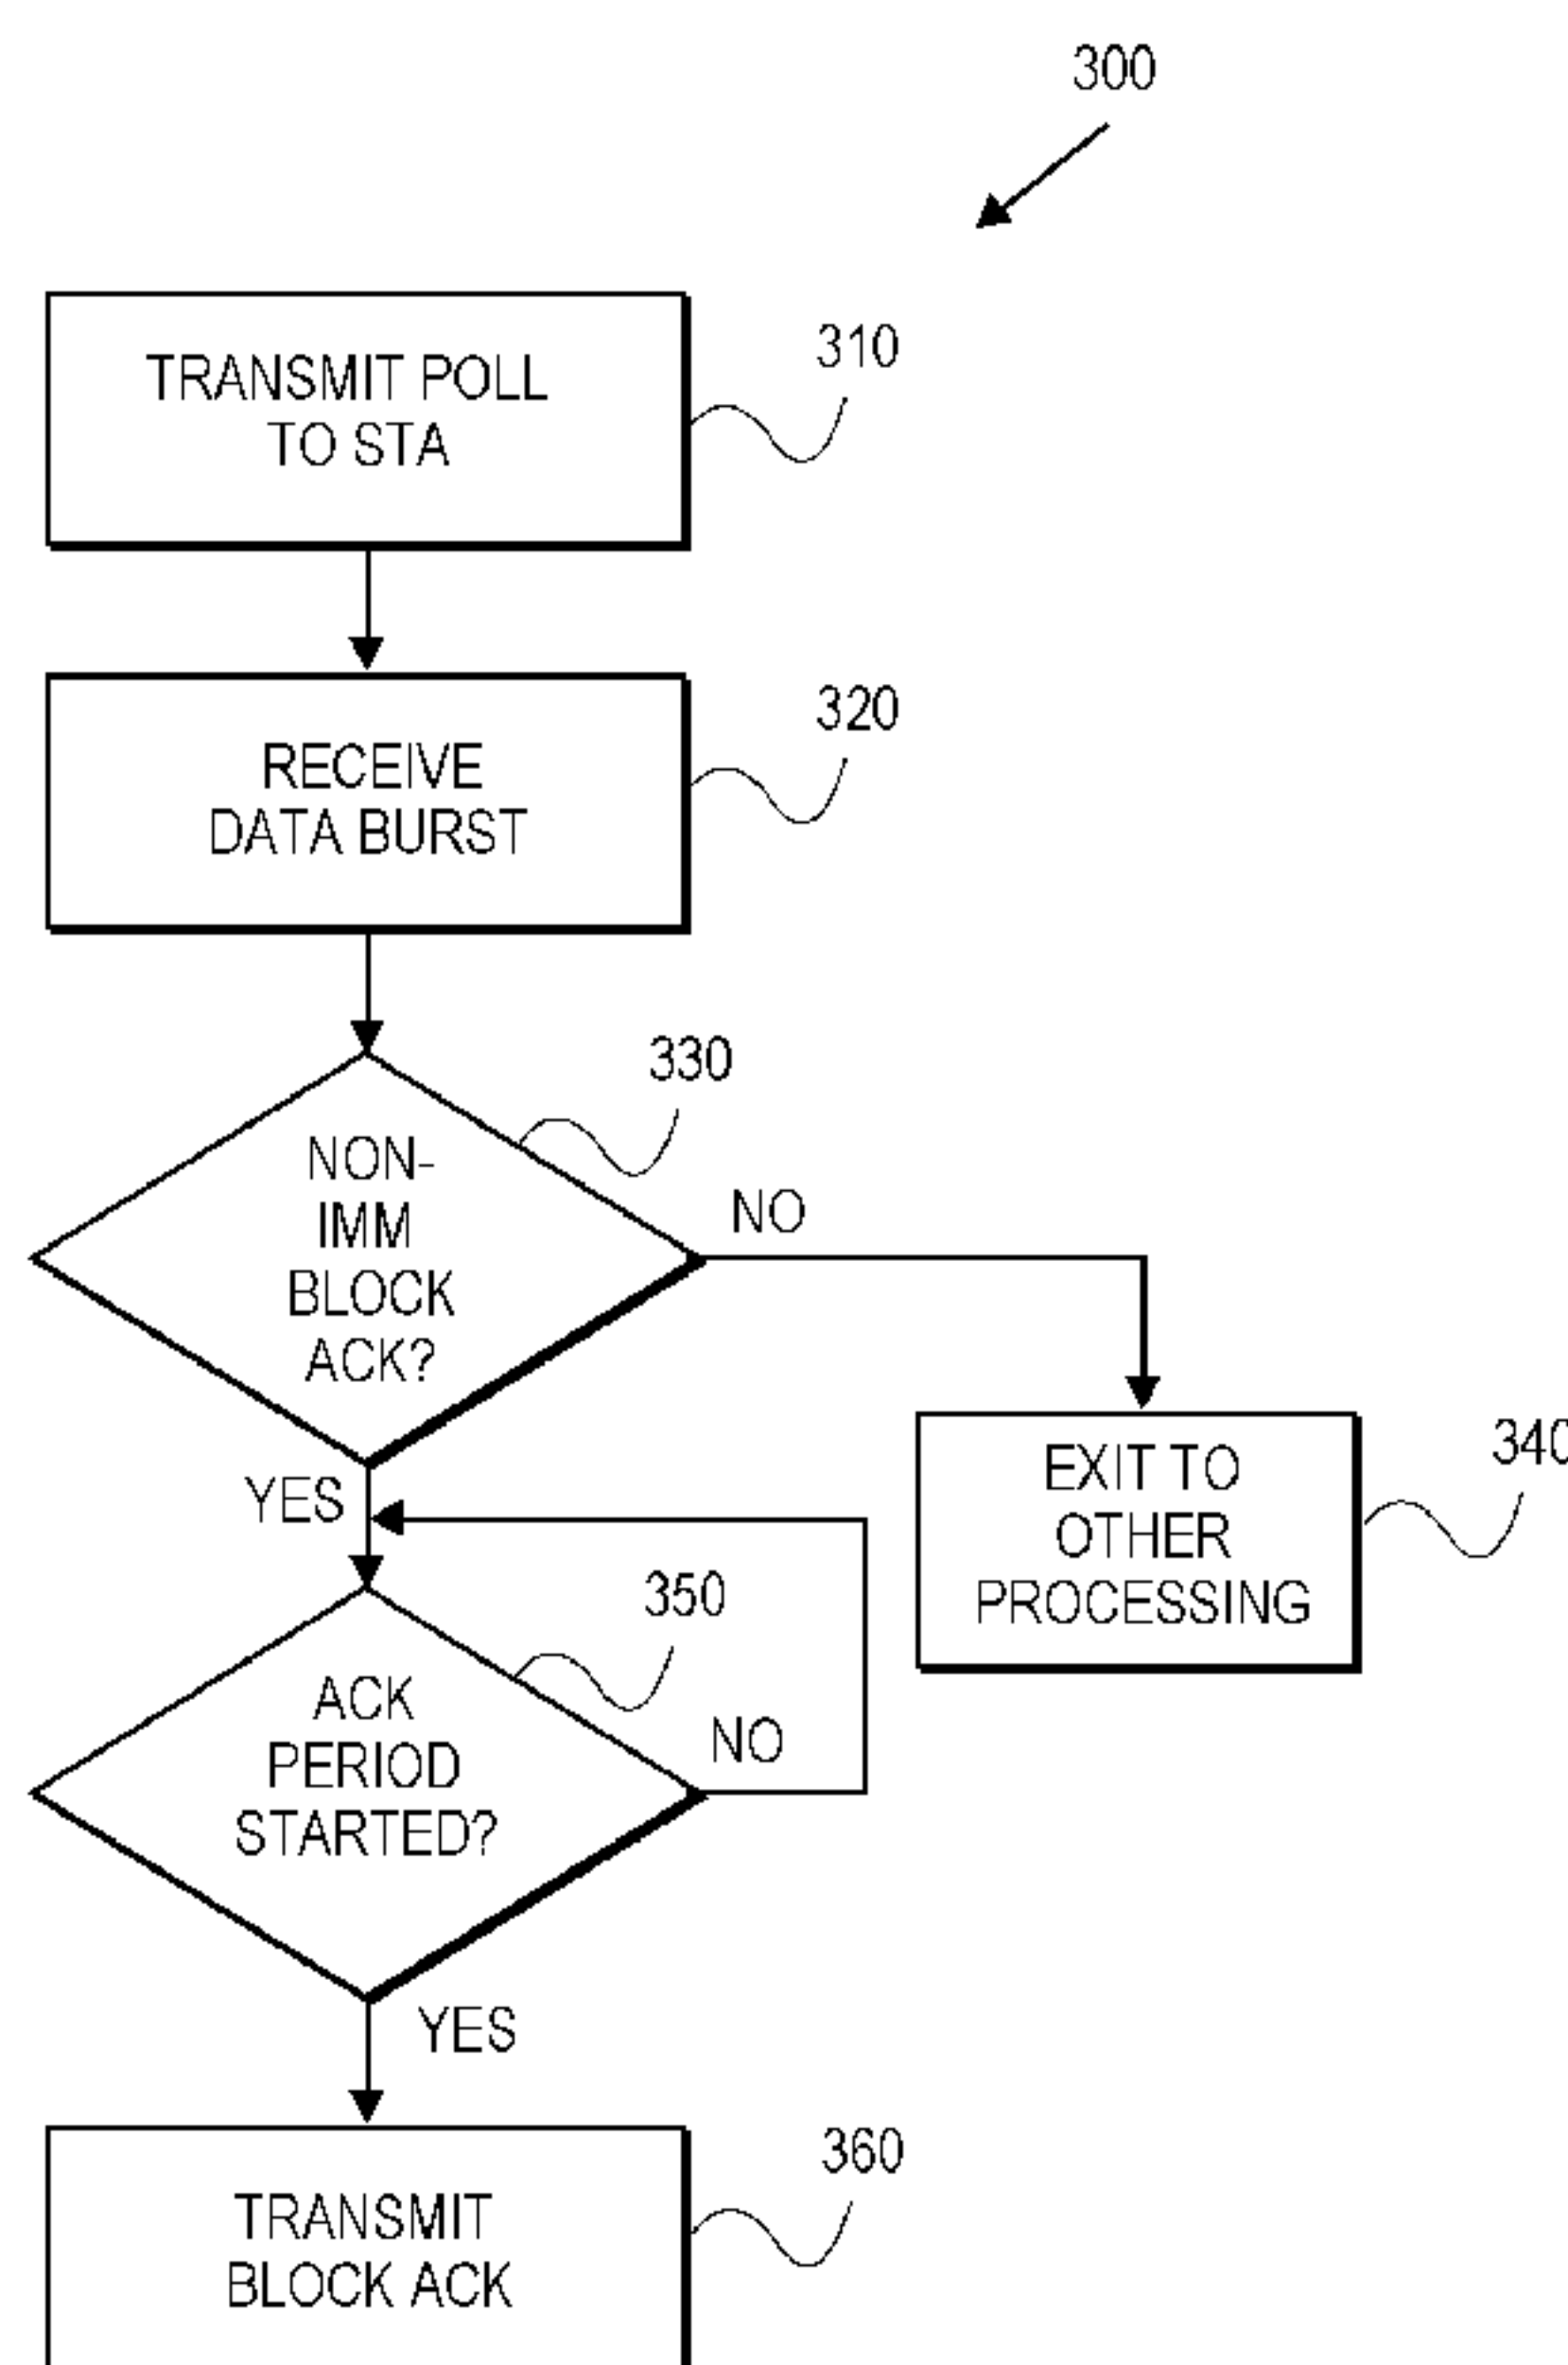 300
TRANSMIT POLL
TO STA
310
RECEIVE
DATA BURST
320
NON-
IMM
BLOCK
ACK?
330
NO
YES
EXIT TO
OTHER
PROCESSING
340
ACK
PERIOD
STARTED?
350
NO
YES
TRANSMIT
BLOCK ACK
360